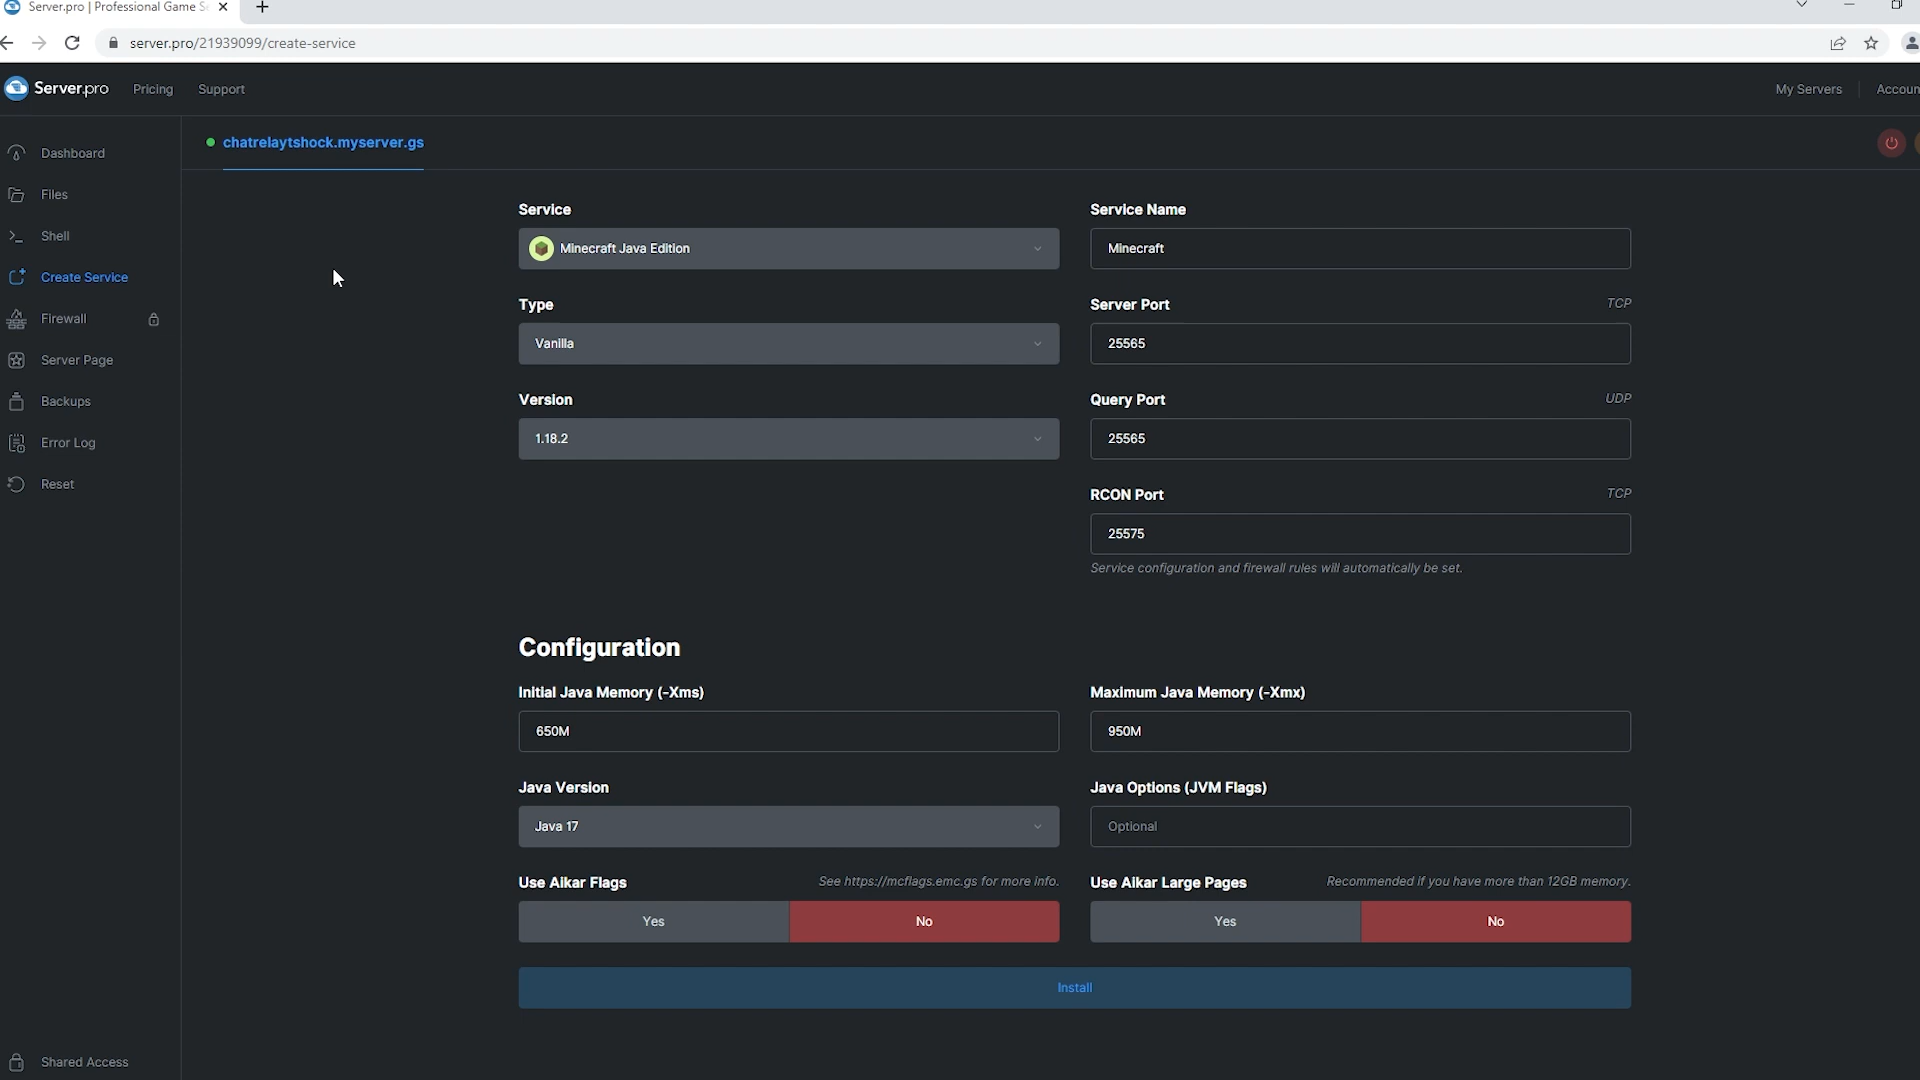 Server.pro | Professional Game S
server.pro/21939099/create-service
Server.pro
Pricing
Support
My Servers
Accoun
Dashboard
Files
Shell
Create Service
Firewall
Server Page
Backups
Error Log
Reset
Shared Access
chatrelaytshock.myserver.gs
Service
Minecraft Java Edition
Service Name
Minecraft
Type
Vanilla
Server Port
TCP
25565
Version
1.18.2
Query Port
UDP
25565
RCON Port
TCP
25575
Service configuration and firewall rules will automatically be set.
Configuration
Initial Java Memory (-Xms)
650M
Maximum Java Memory (-Xmx)
950M
Java Version
Java 17
Java Options (JVM Flags)
Optional
Use Aikar Flags
See https://mcflags.emc.gs for more info.
Yes
No
Use Aikar Large Pages
Recommended if you have more than 12GB memory.
Yes
No
Install